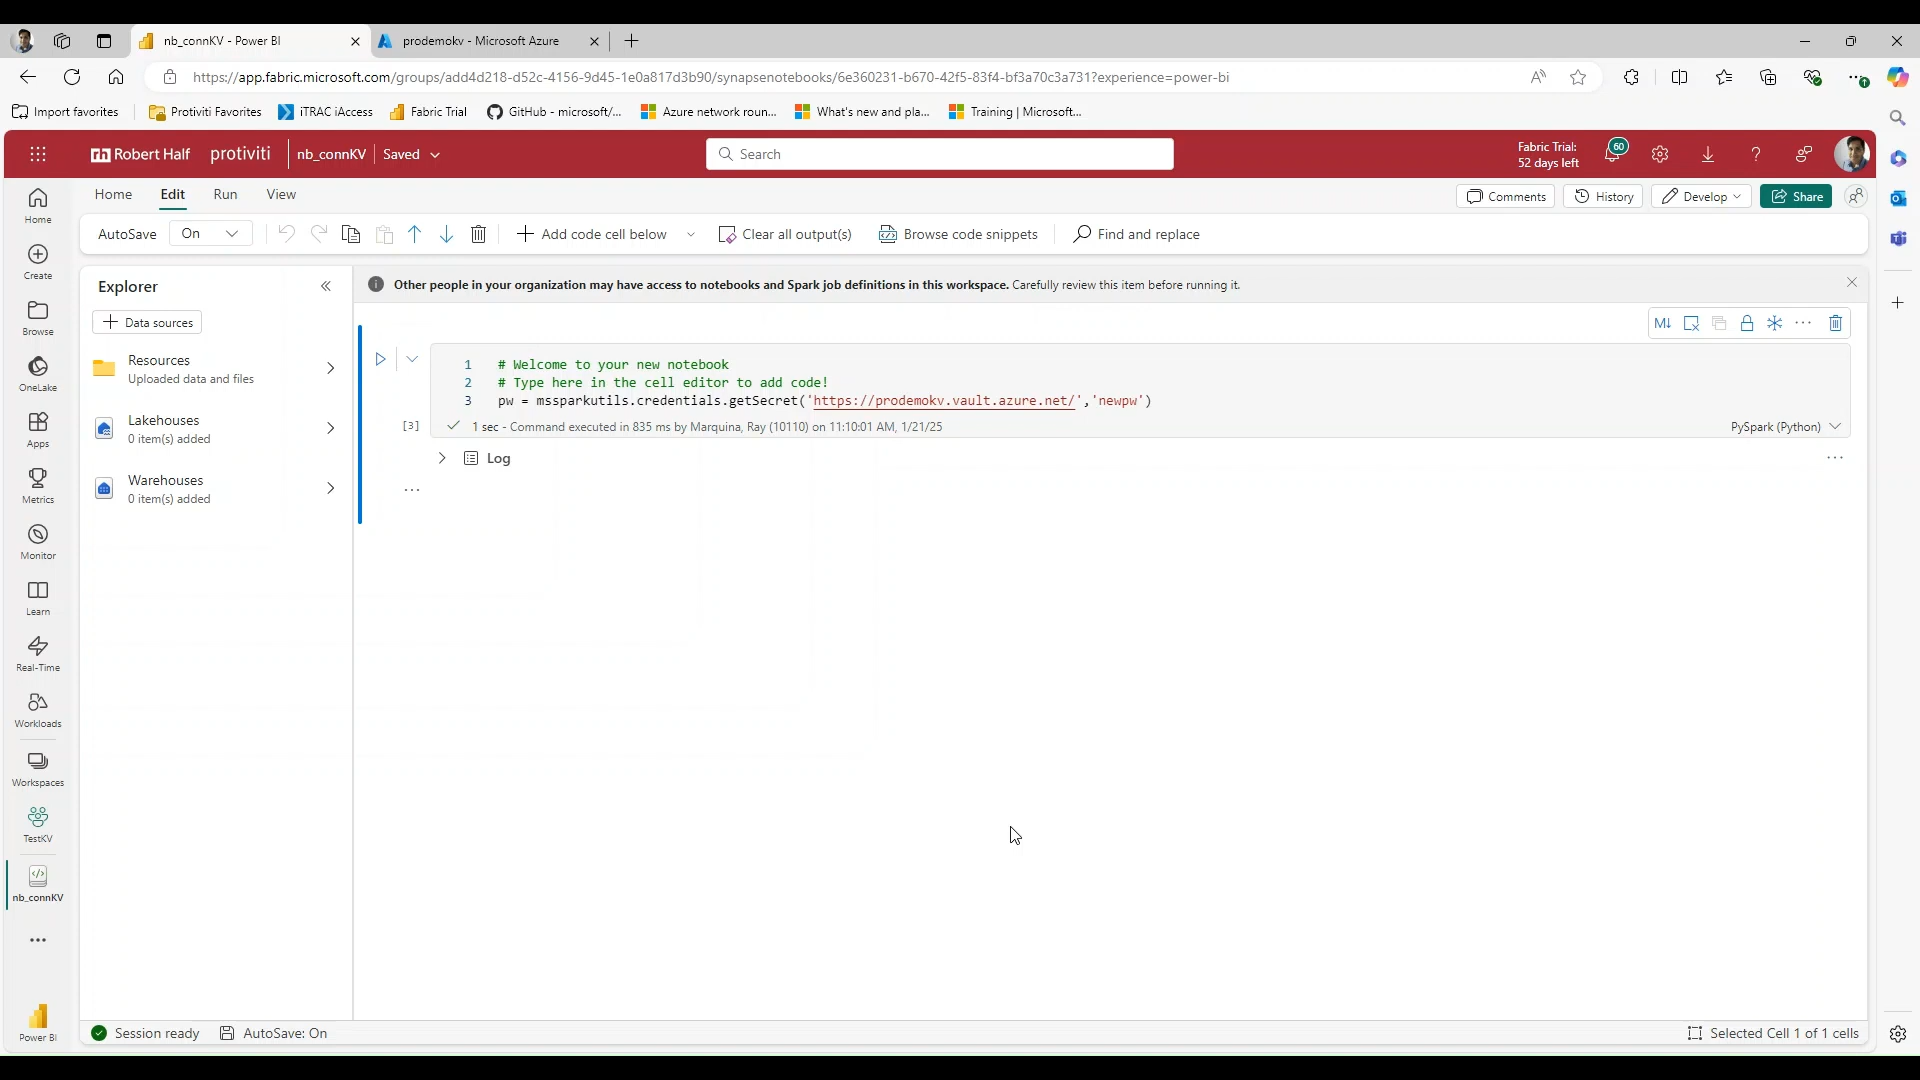 nb_connKV - Power BI
prodemokv - Microsoft Azure
https://app.fabric.microsoft.com/groups/add4d218-d52c-4156-9d45-1e0a817d3b90/synapsenotebooks/6e360231-b670-42f5-83f4-bf3a70c3a731?experience=power-bi
Import favorites
Protiviti Favorites
iTRAC iAccess
Fabric Trial
GitHub - microsoft/...
Azure network roun...
What's new and pla...
Training | Microsoft...
rh Robert Half protiviti
nb_connKV
Saved
Search
Fabric Trial:
52 days left
60
Home
Edit
Run
View
Comments
History
Develop
Share
AutoSave
On
Add code cell below
Clear all output(s)
Browse code snippets
Find and replace
Home
Create
Browse
OneLake
Apps
Metrics
Monitor
Learn
Real-Time
Workloads
Workspaces
TestKV
nb_connKV
Power BI
Explorer
Data sources
Resources
Uploaded data and files
Lakehouses
0 item(s) added
Warehouses
0 item(s) added
Other people in your organization may have access to notebooks and Spark job definitions in this workspace. Carefully review this item before running it.
M↓
1 # Welcome to your new notebook
2 # Type here in the cell editor to add code!
3 pw = mssparkutils.credentials.getSecret('https://prodemokv.vault.azure.net/','newpw')
[3]
1 sec - Command executed in 835 ms by Marquina, Ray (10110) on 11:10:01 AM, 1/21/25
PySpark (Python)
Log
Session ready
AutoSave: On
Selected Cell 1 of 1 cells